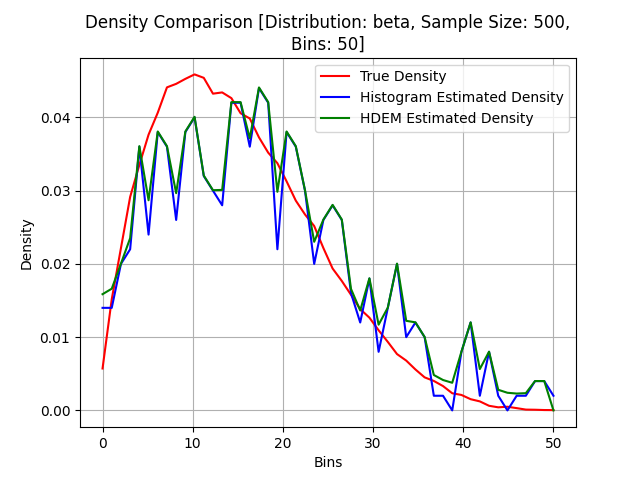 Density Comparison [Distribution: beta, Sample Size: 500,
Bins: 50]
True Density
Histogram Estimated Density
HDEM Estimated Density
Density
0.04
0.03
0.02
0.01
0.00
0 10 20 30 40 50
Bins